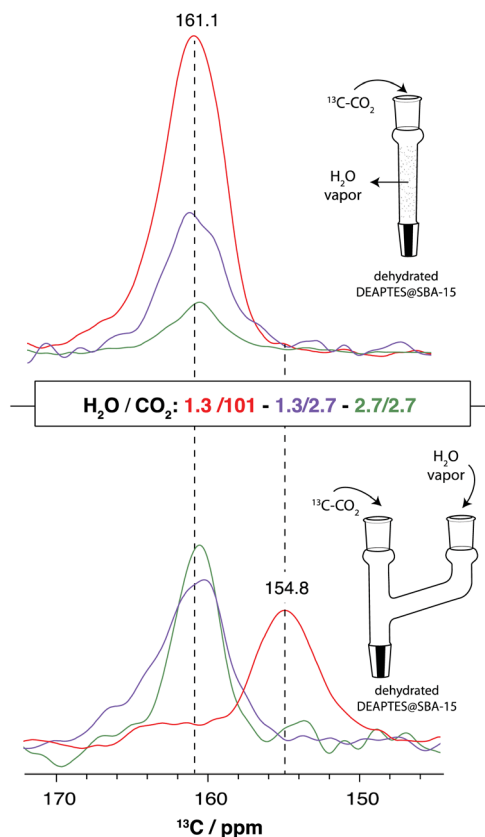 161.1
¹³C-CO₂
H₂O
vapor
dehydrated
DEAPTES@SBA-15
H₂O / CO₂: 1.3 /101 - 1.3/2.7 - 2.7/2.7
H₂O
vapor
¹³C-CO₂
154.8
dehydrated
DEAPTES@SBA-15
170 160 150
¹³C / ppm